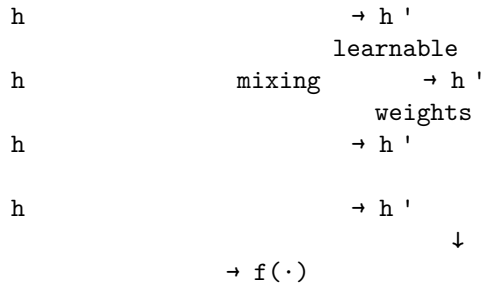 h → h '
learnable
h mixing → h '
weights
h → h '
h → h '
↓
→ f(·)